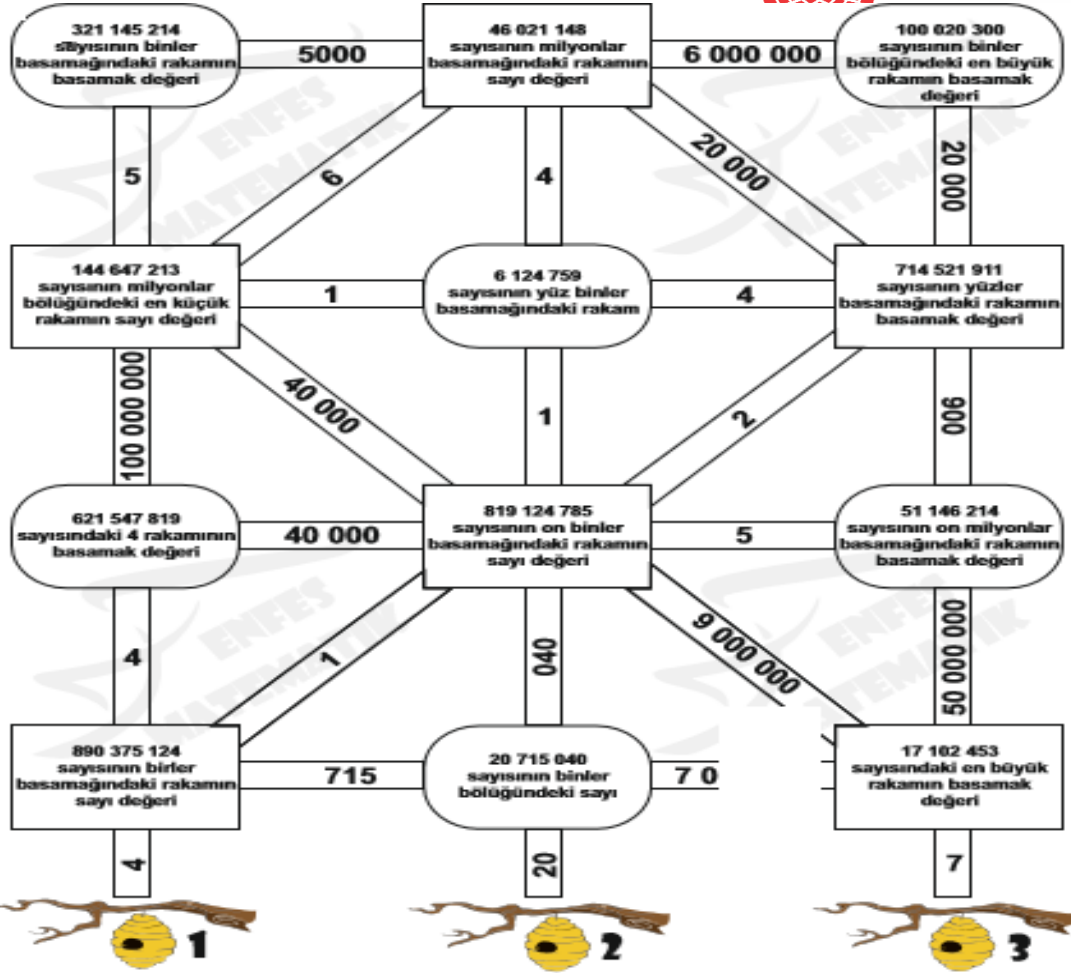 321 145 214
sayısının binler
basamağındaki rakamın
basamak değeri
5000
46 021 148
sayısının milyonlar
basamağındaki rakamın
sayı değeri
6 000 000
100 020 300
sayısının binler
bölüğündeki en büyük
rakamın basamak
değeri
5
6
4
20 000
20 000
144 647 213
sayısının milyonlar
bölüğündeki en küçük
rakamın sayı değeri
1
6 124 759
sayısının yüz binler
basamağındaki rakam
4
714 521 911
sayısının yüzler
basamağındaki rakamın
basamak değeri
100 000 000
40 000
1
2
900
621 547 819
sayısındaki 4 rakamının
basamak değeri
40 000
819 124 785
sayısının on binler
basamağındaki rakamın
sayı değeri
5
51 146 214
sayısının on milyonlar
basamağındaki rakamın
basamak değeri
4
1
040
9 000 000
50 000 000
890 375 124
sayısının birler
basamağındaki rakamın
sayı değeri
715
20 715 040
sayısının binler
bölüğündeki sayı
7 0
17 102 453
sayısındaki en büyük
rakamın basamak
değeri
4
20
7
1
2
3
ENFES
MATEMATİK
ENFES
MATEMATİK
ENFES
MATEMATİK
ENFES
MATEMATİK